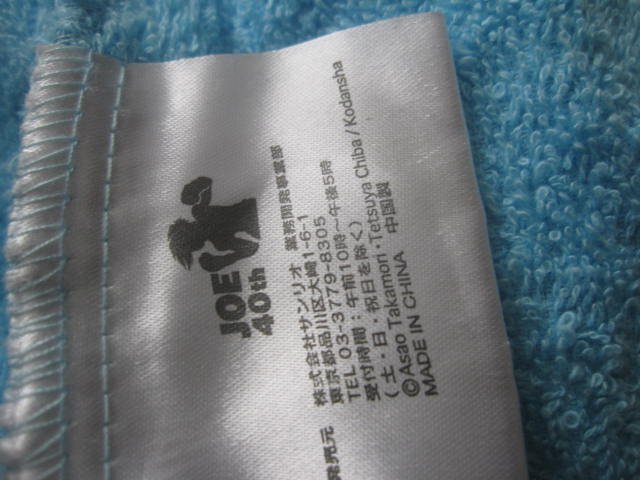 JOE
40th
発売元 株式会社サンリオ 業務開発事業部
東京都品川区大崎1-6-1
TEL 03-3779-8305
受付時間：午前10時～午後5時
(土・日・祝日を除く)
©Asao Takamori・Tetsuya Chiba / Kodansha
MADE IN CHINA 中国製